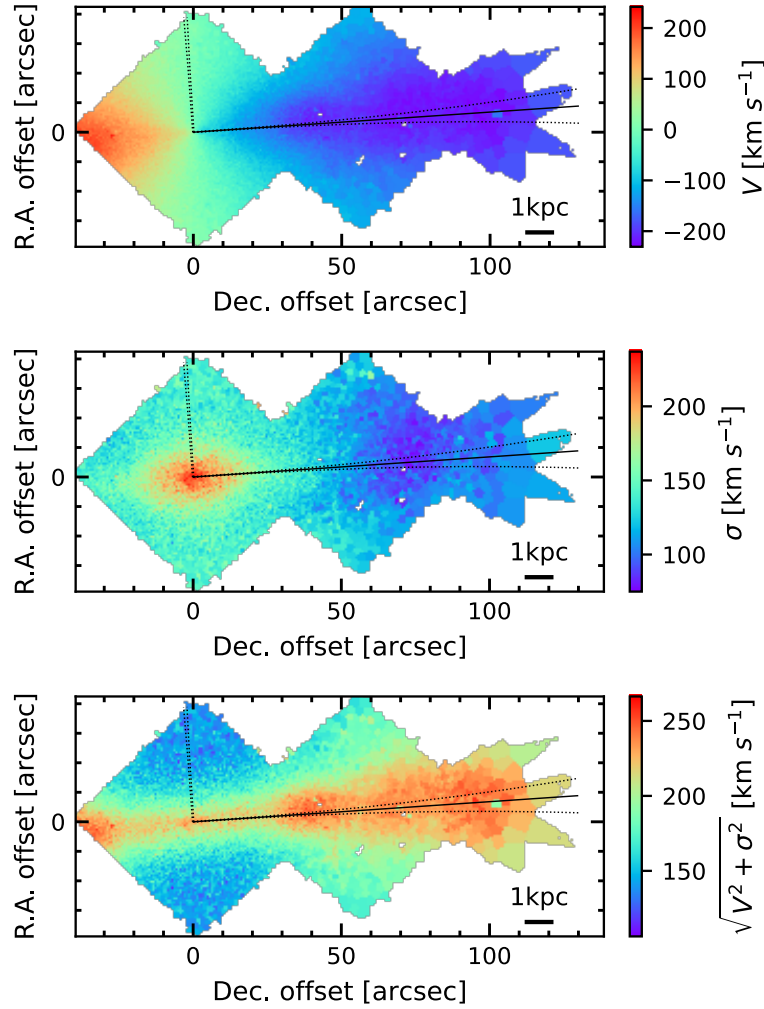 R.A. offset [arcsec]
0
1kpc
0 50 100
Dec. offset [arcsec]
200
100
0
−100
−200
V [km s⁻¹]
R.A. offset [arcsec]
0
1kpc
0 50 100
Dec. offset [arcsec]
200
150
100
σ [km s⁻¹]
R.A. offset [arcsec]
0
1kpc
0 50 100
Dec. offset [arcsec]
250
200
150
√V² + σ² [km s⁻¹]